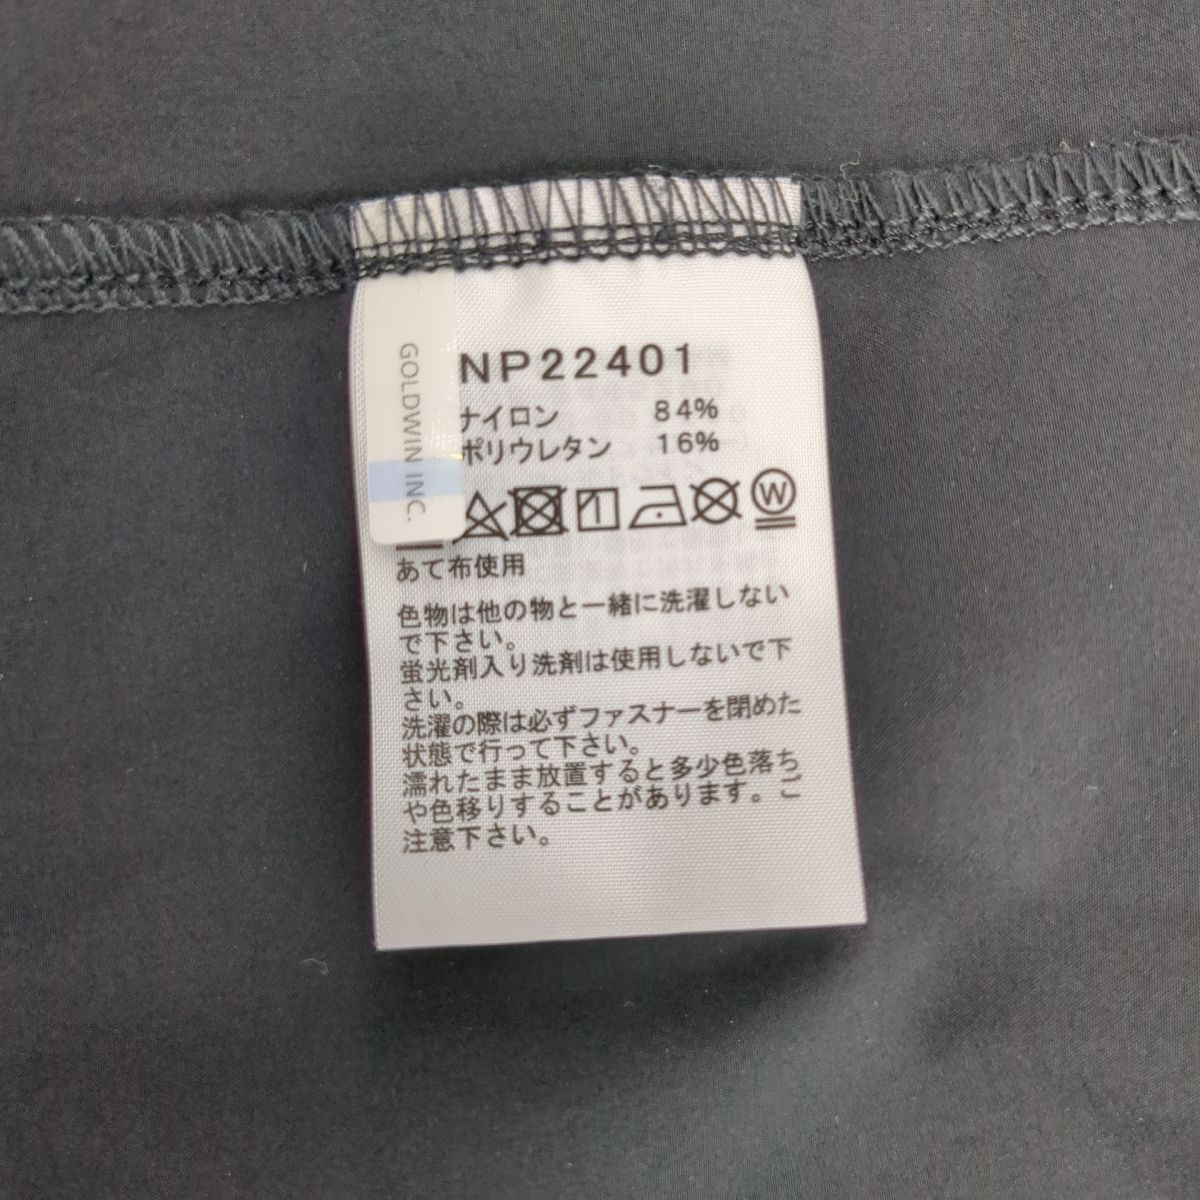 GOLDWIN INC.
NP22401
ナイロン 84%
ポリウレタン 16%
W
あて布使用
色物は他の物と一緒に洗濯しない
で下さい。
蛍光剤入り洗剤は使用しないで下
さい。
洗濯の際は必ずファスナーを閉めた
状態で行って下さい。
濡れたまま放置すると多少色落ち
や色移りすることがあります。ご
注意下さい。